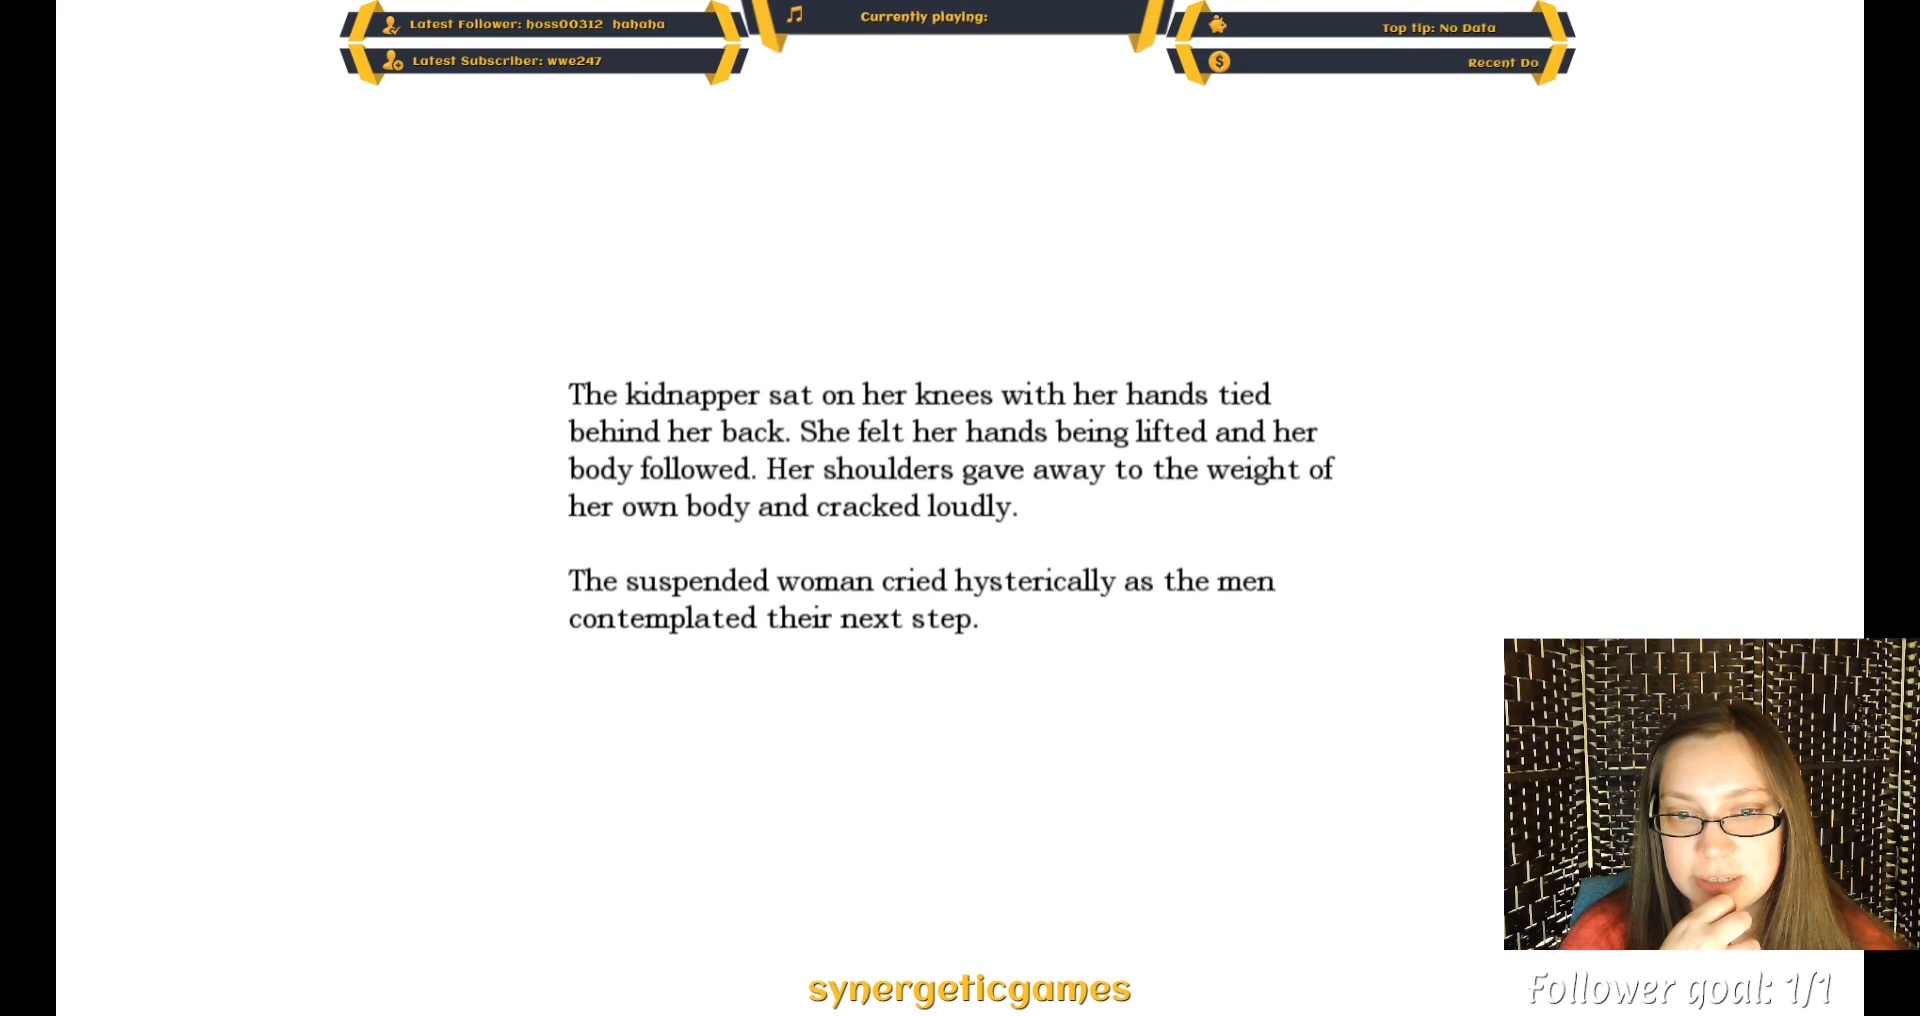 Latest Follower: hoss00312 hahaha
Currently playing:
Top tip: No Data
Latest Subscriber: wwe247
Recent Do
The kidnapper sat on her knees with her hands tied
behind her back. She felt her hands being lifted and her
body followed. Her shoulders gave away to the weight of
her own body and cracked loudly.
The suspended woman cried hysterically as the men
contemplated their next step.
synergeticgames
Follower goal: 1/1